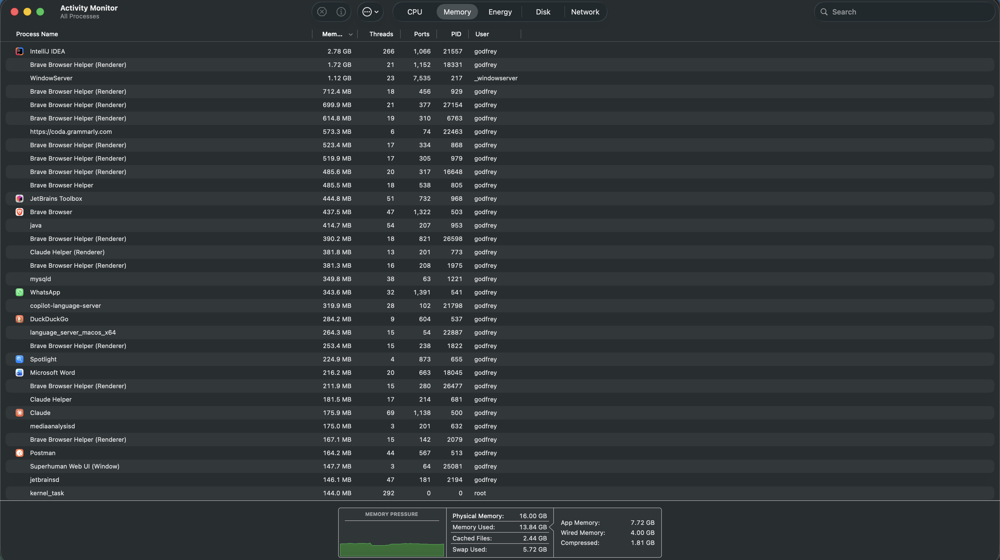 Activity Monitor
All Processes
CPU Memory Energy Disk Network
Search
Process Name Mem... Threads Ports PID User
IntelliJ IDEA 2.78 GB 266 1,066 21557 godfrey
Brave Browser Helper (Renderer) 1.72 GB 21 1,152 18331 godfrey
WindowServer 1.12 GB 23 7,535 217 _windowserver
Brave Browser Helper (Renderer) 712.4 MB 18 456 929 godfrey
Brave Browser Helper (Renderer) 699.9 MB 21 377 27154 godfrey
Brave Browser Helper (Renderer) 614.8 MB 19 310 6763 godfrey
https://coda.grammarly.com 573.3 MB 6 74 22463 godfrey
Brave Browser Helper (Renderer) 523.4 MB 17 334 868 godfrey
Brave Browser Helper (Renderer) 519.9 MB 17 305 979 godfrey
Brave Browser Helper (Renderer) 485.6 MB 20 317 16648 godfrey
Brave Browser Helper 485.5 MB 18 538 805 godfrey
JetBrains Toolbox 444.8 MB 51 732 968 godfrey
Brave Browser 437.5 MB 47 1,322 503 godfrey
java 414.7 MB 54 207 953 godfrey
Brave Browser Helper (Renderer) 390.2 MB 18 821 26598 godfrey
Claude Helper (Renderer) 381.8 MB 13 201 773 godfrey
Brave Browser Helper (Renderer) 381.3 MB 16 208 1975 godfrey
mysqld 349.8 MB 38 63 1221 godfrey
WhatsApp 343.6 MB 32 1,391 541 godfrey
copilot-language-server 319.9 MB 28 102 21798 godfrey
DuckDuckGo 284.2 MB 9 604 537 godfrey
language_server_macos_x64 264.3 MB 15 54 22887 godfrey
Brave Browser Helper (Renderer) 253.4 MB 15 238 1822 godfrey
Spotlight 224.9 MB 4 873 655 godfrey
Microsoft Word 216.2 MB 20 663 18045 godfrey
Brave Browser Helper (Renderer) 211.9 MB 15 280 26477 godfrey
Claude Helper 181.5 MB 17 214 681 godfrey
Claude 175.9 MB 69 1,138 500 godfrey
mediaanalysisd 175.0 MB 3 201 632 godfrey
Brave Browser Helper (Renderer) 167.1 MB 15 142 2079 godfrey
Postman 164.2 MB 44 567 513 godfrey
Superhuman Web UI (Window) 147.7 MB 3 64 25081 godfrey
jetbrainsd 146.1 MB 47 181 2194 godfrey
kernel_task 144.0 MB 292 0 0 root
MEMORY PRESSURE
Physical Memory: 16.00 GB
Memory Used: 13.84 GB
Cached Files: 2.44 GB
Swap Used: 5.72 GB
App Memory: 7.72 GB
Wired Memory: 4.00 GB
Compressed: 1.81 GB